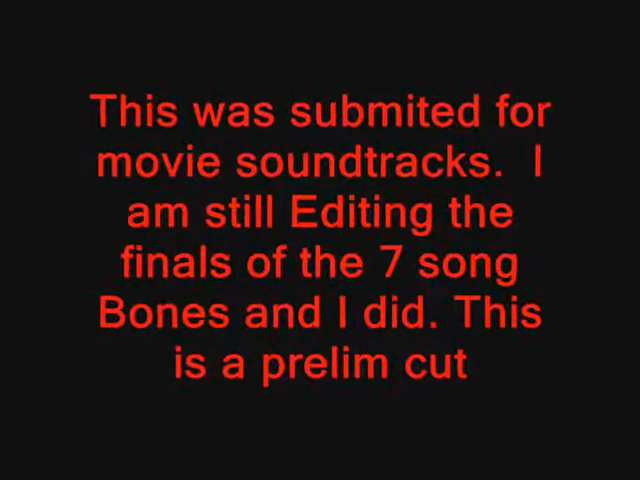 This was submited for
movie soundtracks.  I
am still Editing the
finals of the 7 song
Bones and I did. This
is a prelim cut